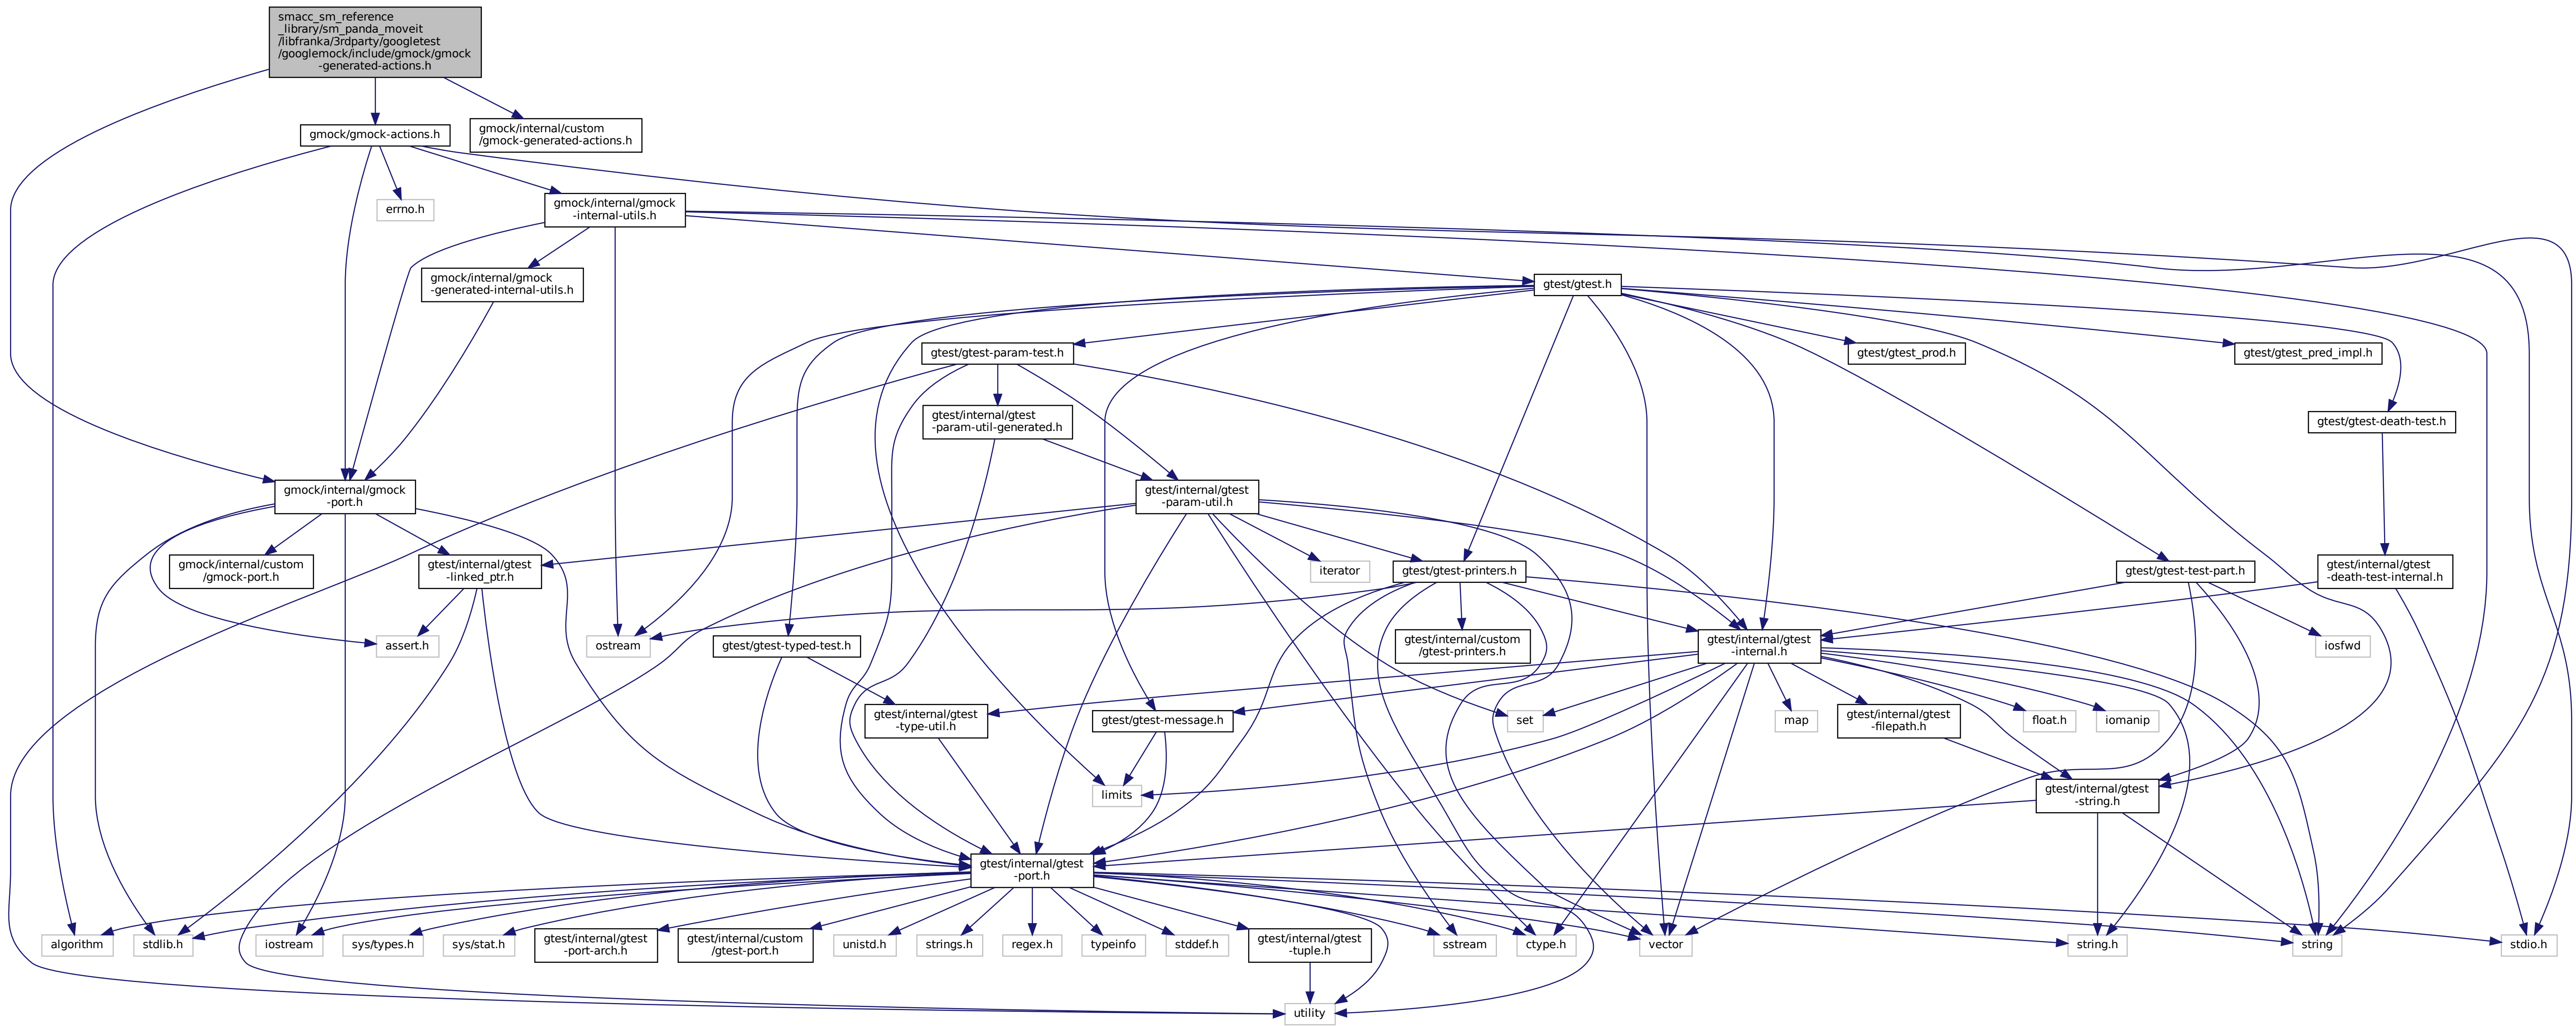 smacc_sm_reference
_library/sm_panda_moveit
/libfranka/3rdparty/googletest
/googlemock/include/gmock/gmock
-generated-actions.h
gmock/gmock-actions.h
gmock/internal/custom
/gmock-generated-actions.h
errno.h
gmock/internal/gmock
-internal-utils.h
gmock/internal/gmock
-generated-internal-utils.h
gtest/gtest.h
gtest/gtest-param-test.h
gtest/gtest_prod.h
gtest/gtest_pred_impl.h
gtest/internal/gtest
-param-util-generated.h
gtest/gtest-death-test.h
gmock/internal/gmock
-port.h
gtest/internal/gtest
-param-util.h
gmock/internal/custom
/gmock-port.h
gtest/internal/gtest
-linked_ptr.h
iterator
gtest/gtest-printers.h
gtest/gtest-test-part.h
gtest/internal/gtest
-death-test-internal.h
assert.h
ostream
gtest/gtest-typed-test.h
gtest/internal/custom
/gtest-printers.h
gtest/internal/gtest
-internal.h
iosfwd
gtest/internal/gtest
-type-util.h
gtest/gtest-message.h
set
map
gtest/internal/gtest
-filepath.h
float.h
iomanip
limits
gtest/internal/gtest
-string.h
gtest/internal/gtest
-port.h
algorithm
stdlib.h
iostream
sys/types.h
sys/stat.h
gtest/internal/gtest
-port-arch.h
gtest/internal/custom
/gtest-port.h
unistd.h
strings.h
regex.h
typeinfo
stddef.h
gtest/internal/gtest
-tuple.h
sstream
ctype.h
vector
string.h
string
stdio.h
utility